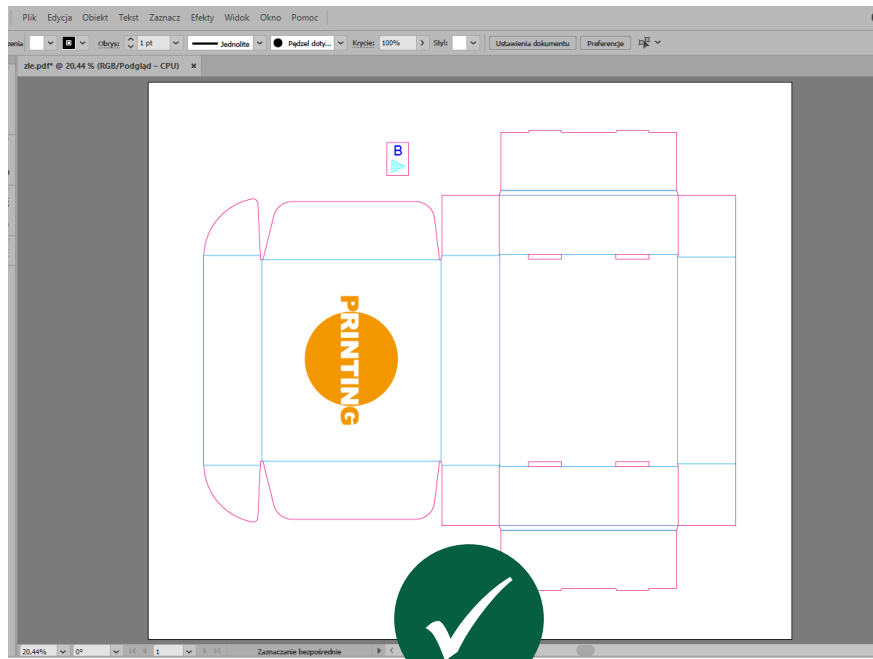 Plik Edycja Obiekt Tekst Zaznacz Efekty Widok Okno Pomoc
Obrys: 1 pt Jednolite Pędzel doty... Krycie: 100% Styl: Ustawienia dokumentu Preferencje
zle.pdf* @ 20,44 % (RGB/Podgląd – CPU) ×
B
PRINTING
20,44% 0° 1 Zaznaczanie bezpośrednie